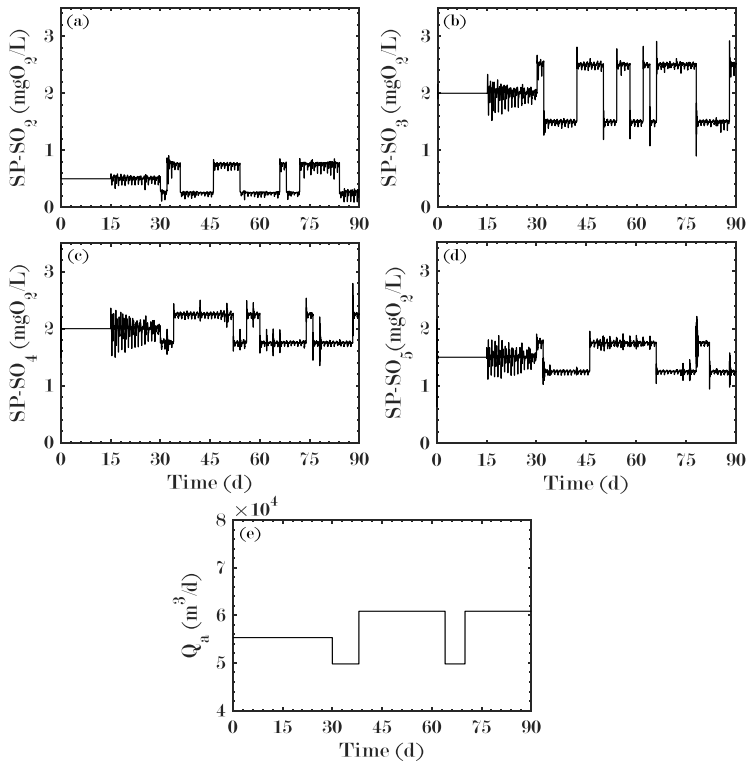 (a)
SP-SO2 (mgO2/L)
3
2
1
0
0 15 30 45 60 75 90
(b)
SP-SO3 (mgO2/L)
3
2
1
0
0 15 30 45 60 75 90
(c)
SP-SO4 (mgO2/L)
3
2
1
0
0 15 30 45 60 75 90
Time (d)
(d)
SP-SO5(mgO2/L)
3
2
1
0
0 15 30 45 60 75 90
Time (d)
×10^4
(e)
Qa (m^3/d)
8
7
6
5
4
0 15 30 45 60 75 90
Time (d)